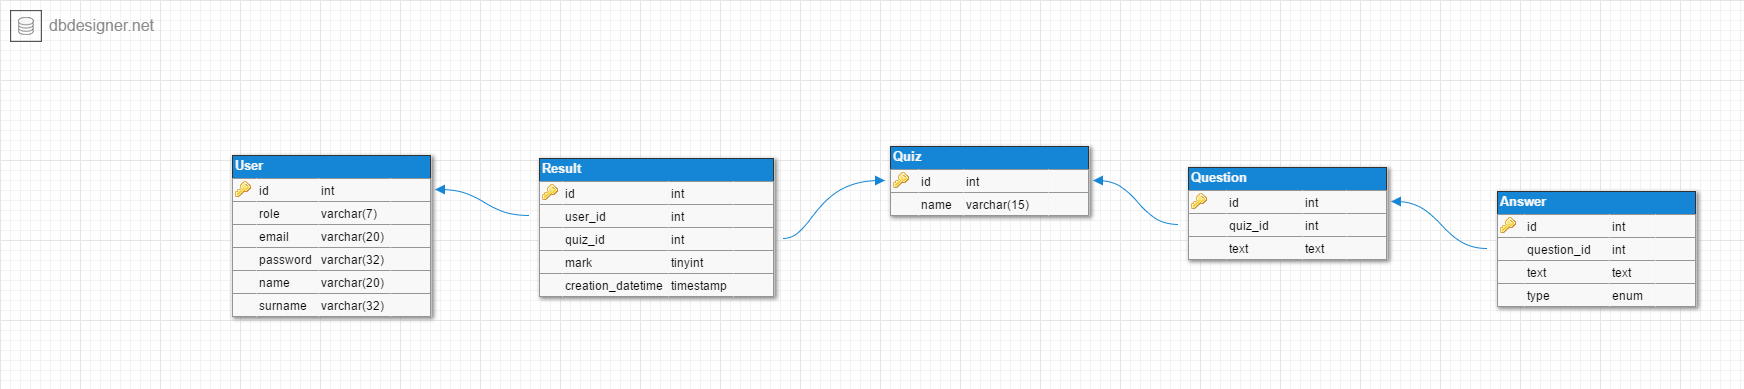 dbdesigner.net
User
id int
role varchar(7)
email varchar(20)
password varchar(32)
name varchar(20)
surname varchar(32)
Result
id int
user_id int
quiz_id int
mark tinyint
creation_datetime timestamp
Quiz
id int
name varchar(15)
Question
id int
quiz_id int
text text
Answer
id int
question_id int
text text
type enum